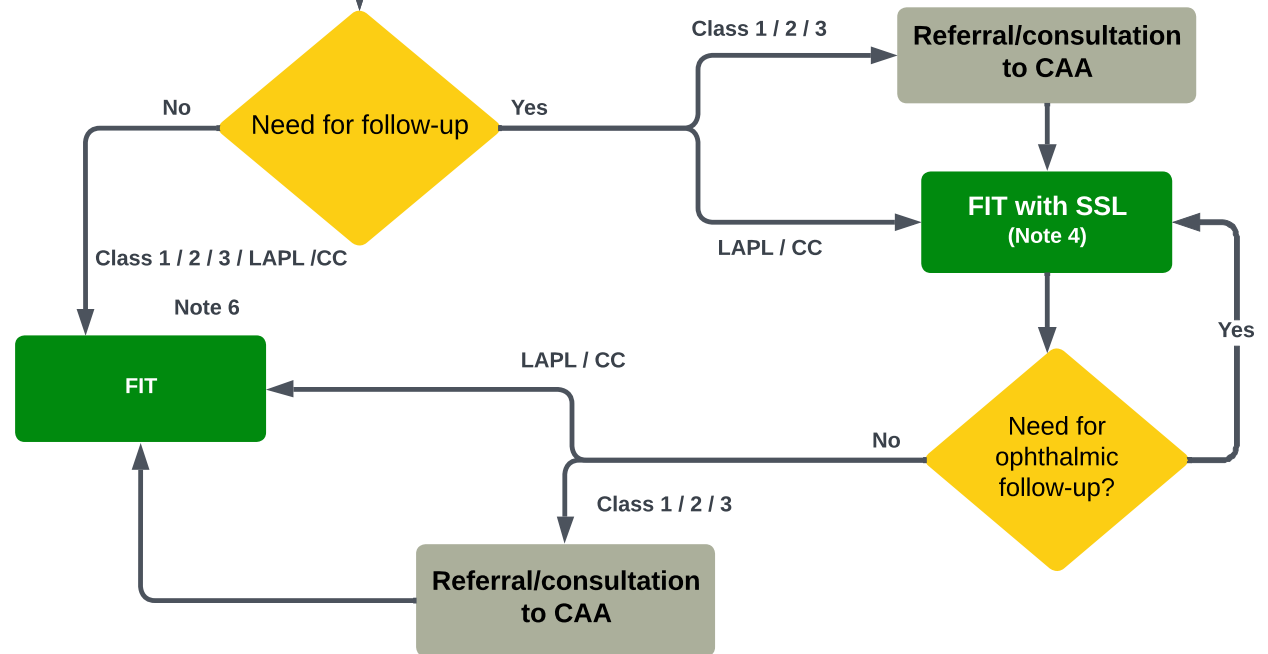 Class 1 / 2 / 3
Referral/consultation
to CAA
No
Need for follow-up
Yes
FIT with SSL
(Note 4)
LAPL / CC
Class 1 / 2 / 3 / LAPL /CC
Note 6
Yes
LAPL / CC
FIT
No
Need for
ophthalmic
follow-up?
Class 1 / 2 / 3
Referral/consultation
to CAA